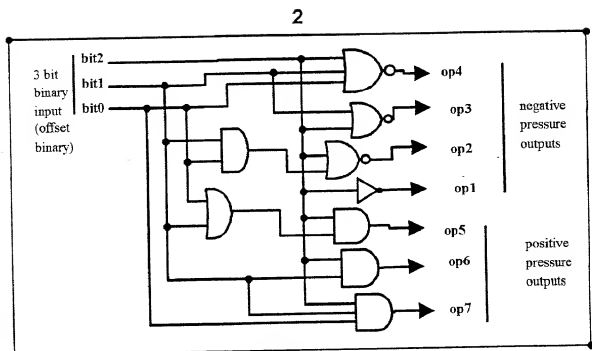 2
3 bit
binary
input
(offset
binary)
bit2
bit1
bit0
op4
op3
op2
op1
op5
op6
op7
negative
pressure
outputs
positive
pressure
outputs